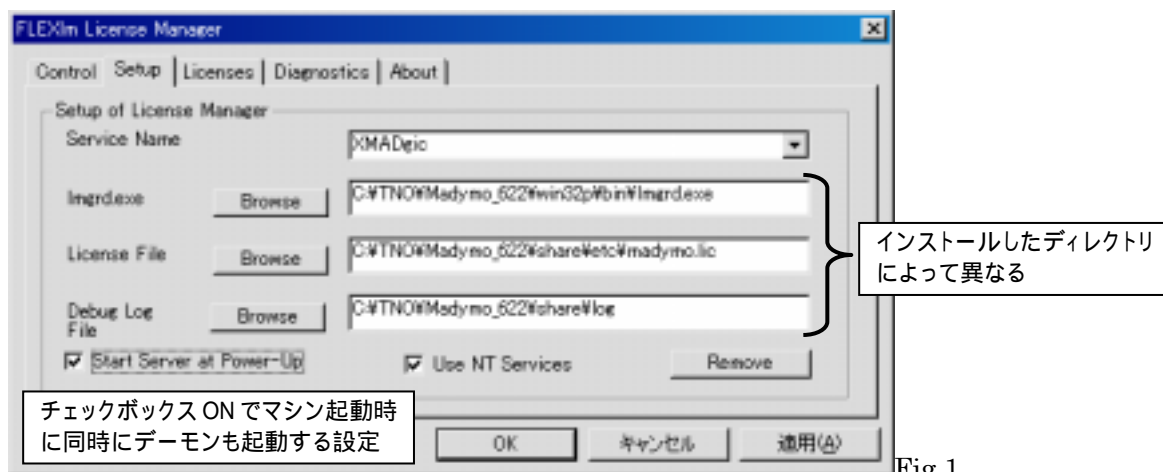 FLEXlm License Manager
Control Setup Licenses Diagnostics About
Setup of License Manager
Service Name XMADgic
lmgrd.exe Browse C:¥TNO¥Madymo_622¥win32p¥bin¥lmgrd.exe
License File Browse C:¥TNO¥Madymo_622¥share¥etc¥madymo.lic
Debug Log File Browse C:¥TNO¥Madymo_622¥share¥log
インストールしたディレクトリ
によって異なる
Start Server at Power-Up Use NT Services Remove
チェックボックス ON でマシン起動時
に同時にデーモンも起動する設定
OK キャンセル 適用(A)
Fig.1